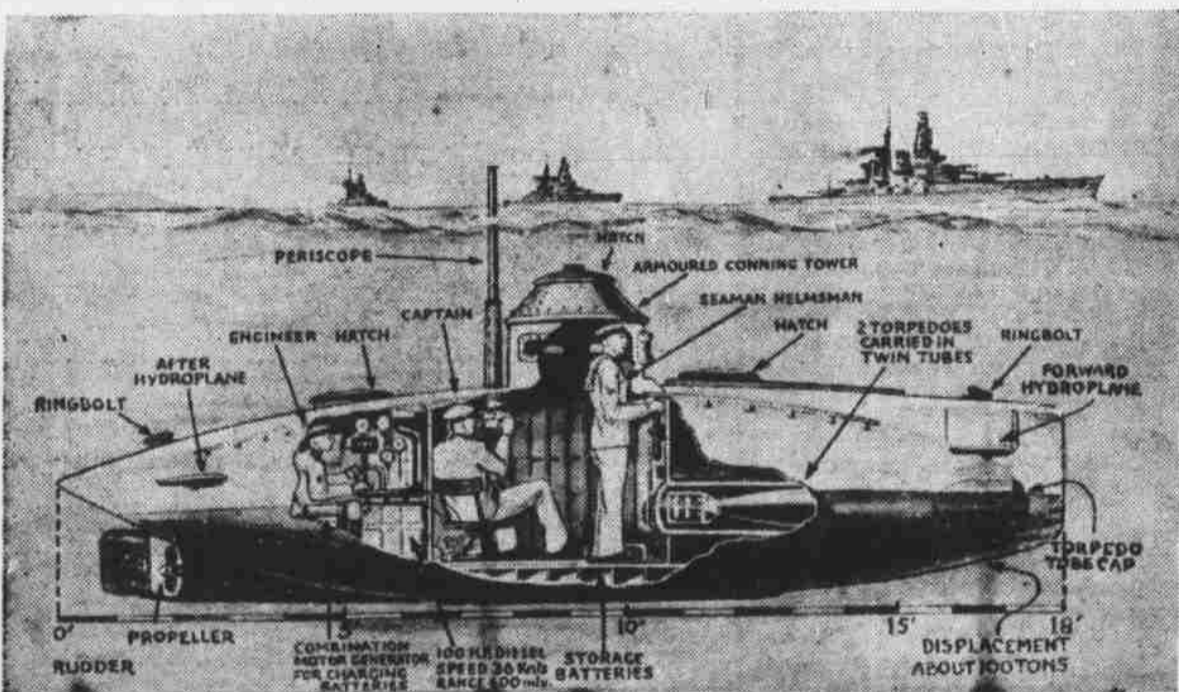 HATCH
PERISCOPE
ARMOURED CONNING TOWER
SEAMAN HELMSMAN
CAPTAIN
ENGINEER
HATCH
HATCH
2 TORPEDOES
CARRIED IN
TWIN TUBES
RINGBOLT
AFTER
HYDROPLANE
FORWARD
HYDROPLANE
RINGBOLT
TORPEDO
TUBE CAP
0'
5'
10'
15'
18'
PROPELLER
RUDDER
COMBINATION
MOTOR GENERATOR
FOR CHARGING
BATTERIES
100 H.P. DIESEL
SPEED Knts
RANGE
STORAGE
BATTERIES
DISPLACEMENT
ABOUT 100 TONS